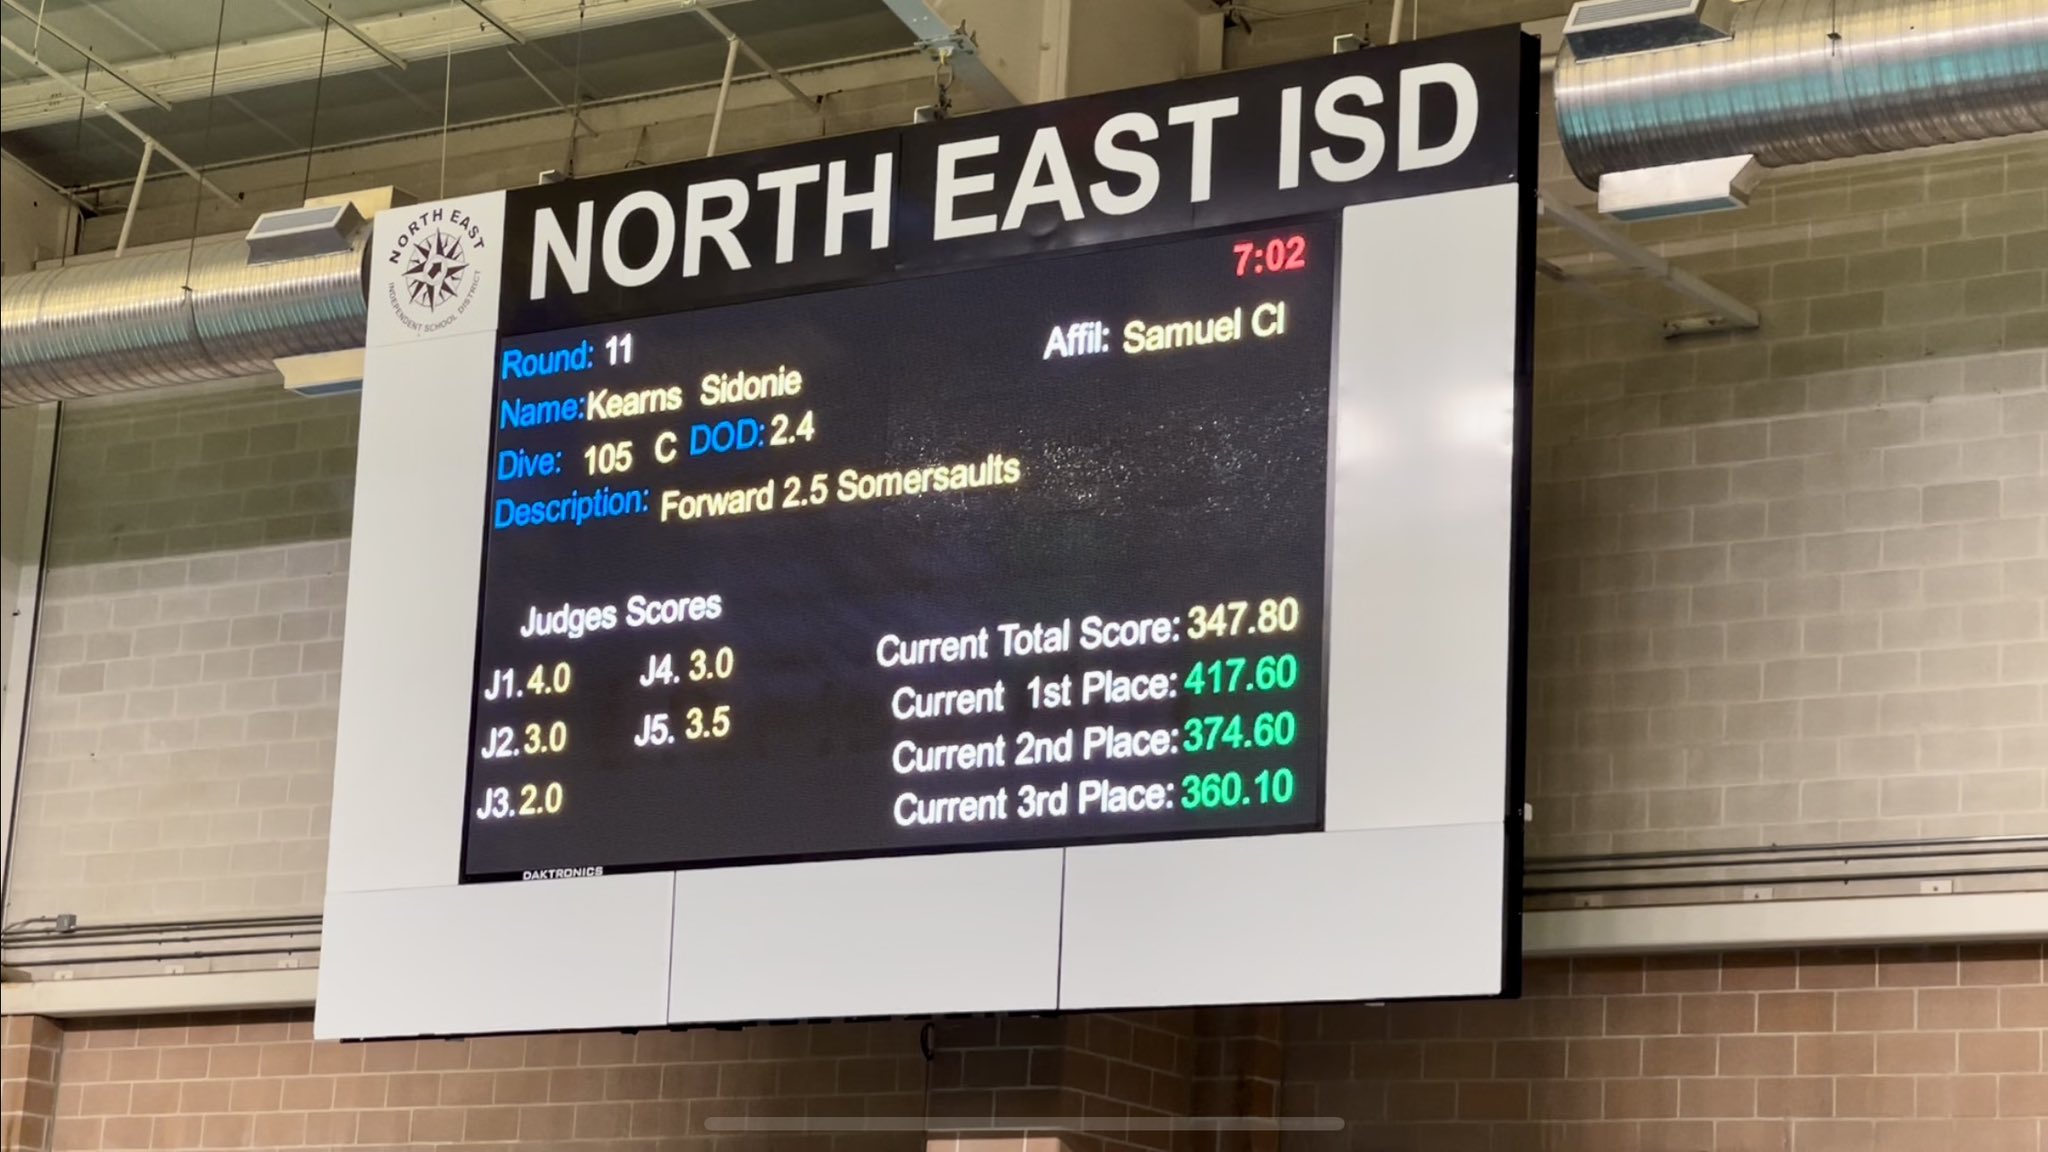 NORTH EAST ISD
NORTH EAST
INDEPENDENT SCHOOL DISTRICT
7:02
Round: 11
Affil: Samuel Cl
Name: Kearns Sidonie
Dive: 105 C DOD: 2.4
Description: Forward 2.5 Somersaults
Judges Scores
J1. 4.0 J4. 3.0
J2. 3.0 J5. 3.5
J3. 2.0
Current Total Score: 347.80
Current 1st Place: 417.60
Current 2nd Place: 374.60
Current 3rd Place: 360.10
DAKTRONICS